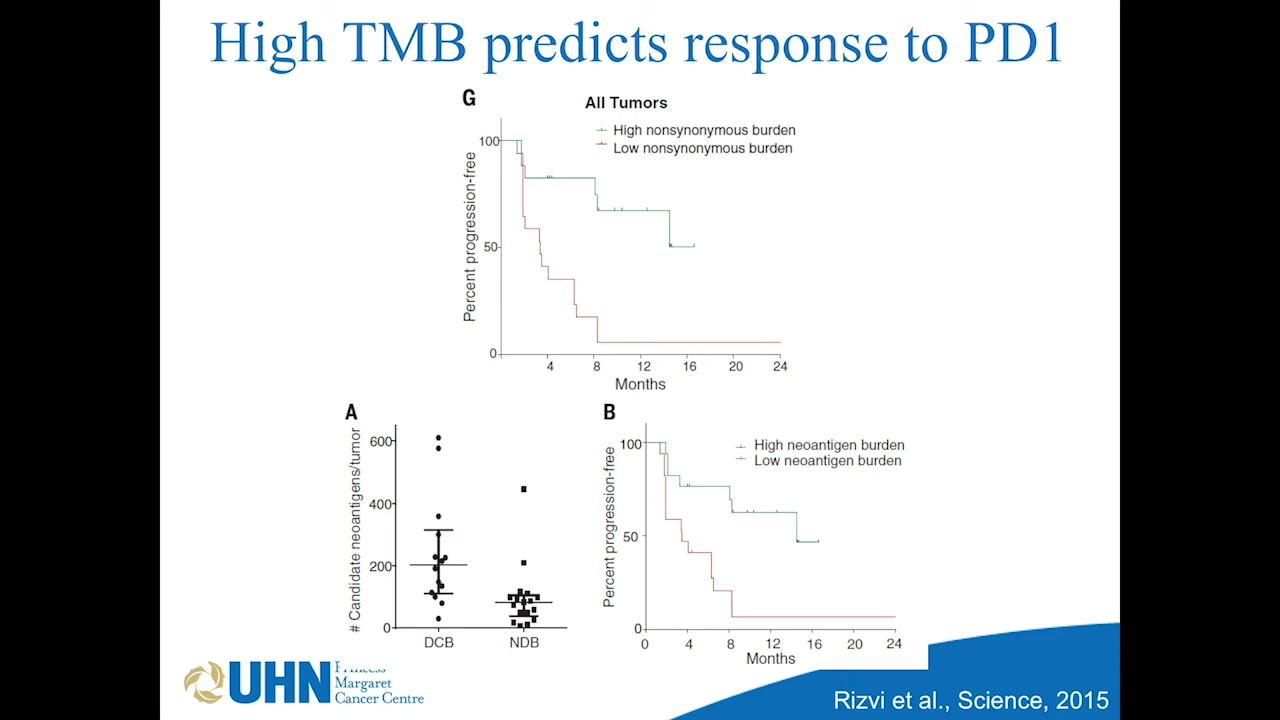 High TMB predicts response to PD1
G
All Tumors
High nonsynonymous burden
Low nonsynonymous burden
Percent progression-free
100
50
0
4 8 12 16 20 24
Months
A
# Candidate neoantigens/tumor
600
400
200
0
DCB NDB
B
High neoantigen burden
Low neoantigen burden
Percent progression-free
100
50
0
0 4 8 12 16 20 24
Months
UHN
Princess
Margaret
Cancer Centre
Rizvi et al., Science, 2015